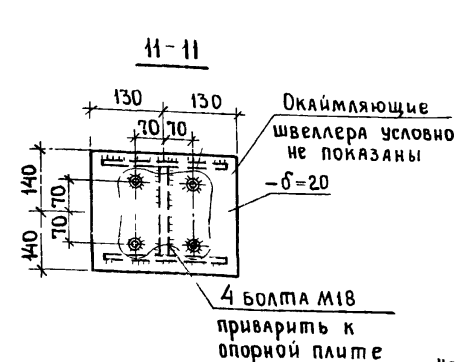 11-11
130 130
70 70
Окаймляющие
швеллера условно
не показаны
-δ=20
140
70
70
140
4 болта М18
приварить к
опорной плите